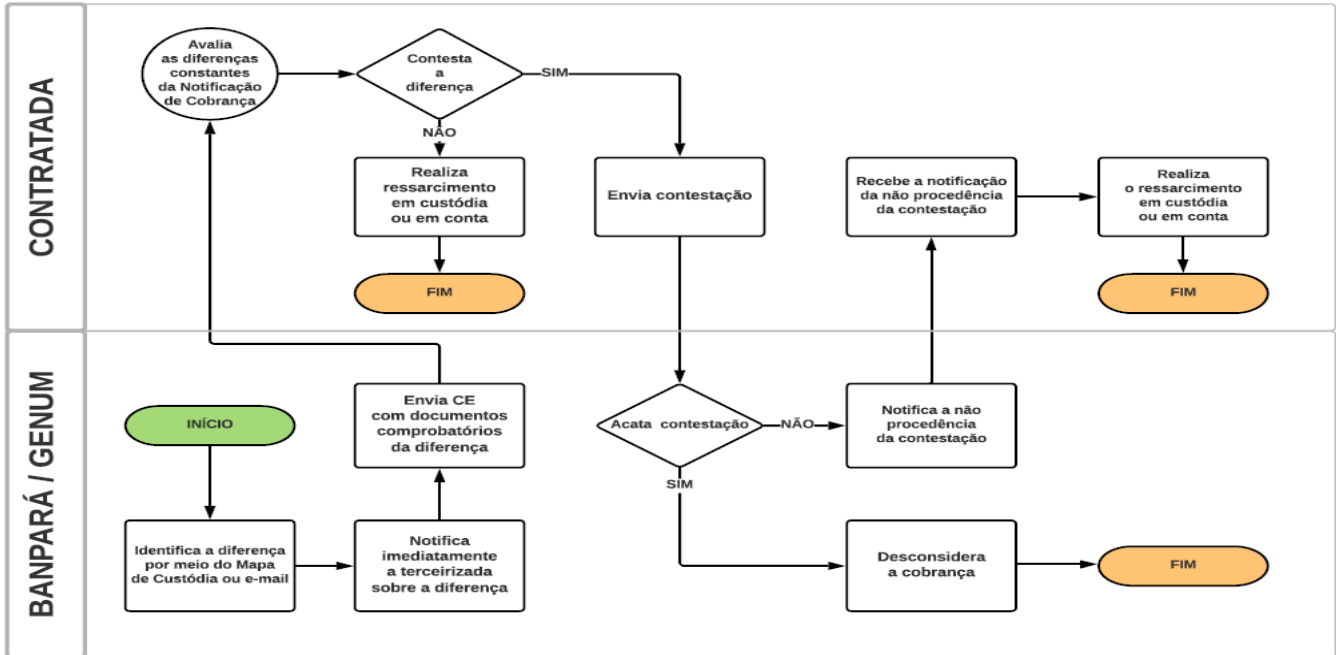 CONTRATADA
Avalia
as diferenças
constantes
da Notificação
de Cobrança
Contesta
a
diferença
SIM
NÃO
Realiza
ressarcimento
em custódia
ou em conta
FIM
Envia contestação
Recebe a notificação
da não procedência
da contestação
Realiza
o ressarcimento
em custódia
ou em conta
FIM
BANPARÁ / GENUM
INÍCIO
Identifica a diferença
por meio do Mapa
de Custódia ou e-mail
Notifica
imediatamente
a terceirizada
sobre a diferença
Envia CE
com documentos
comprobatórios
da diferença
Acata contestação
NÃO
SIM
Notifica a não
procedência
da contestação
Desconsidera
a cobrança
FIM